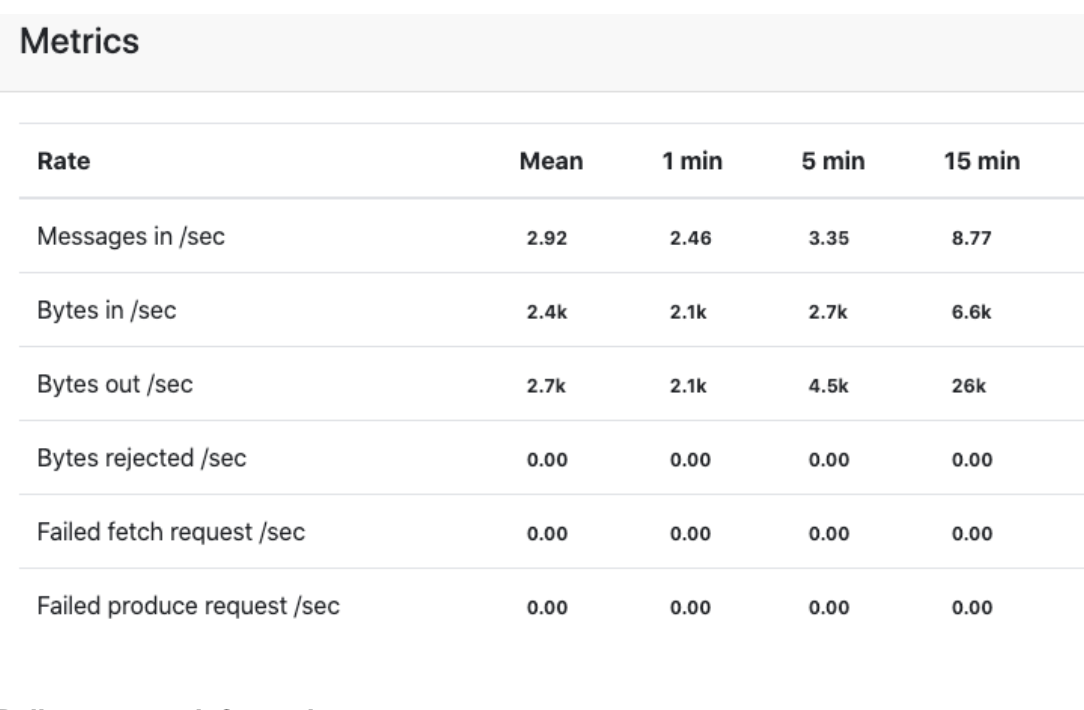 Metrics
Rate Mean 1 min 5 min 15 min
Messages in /sec 2.92 2.46 3.35 8.77
Bytes in /sec 2.4k 2.1k 2.7k 6.6k
Bytes out /sec 2.7k 2.1k 4.5k 26k
Bytes rejected /sec 0.00 0.00 0.00 0.00
Failed fetch request /sec 0.00 0.00 0.00 0.00
Failed produce request /sec 0.00 0.00 0.00 0.00